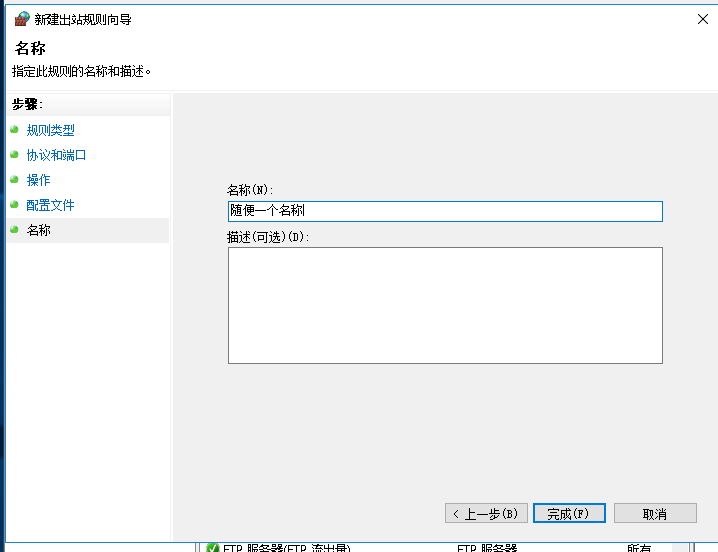 新建出站规则向导
名称
指定此规则的名称和描述。
步骤:
规则类型
协议和端口
操作
配置文件
名称
名称(N):
随便一个名称
描述(可选)(D):
< 上一步(B)
完成(F)
取消
FTP 服务器(FTP 流出量) FTP 服务器 所有